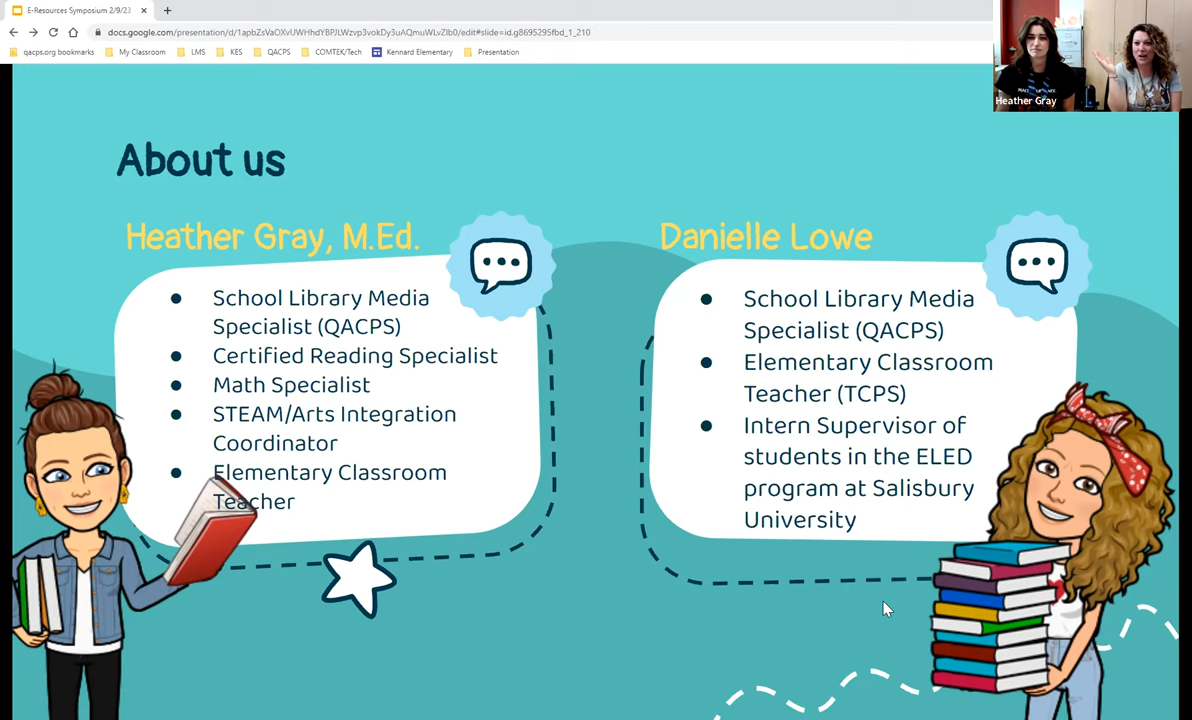 E-Resources Symposium 2/9/23
docs.google.com/presentation/d/1apbZsVaOXvUWHhdYBPJLWzvp3vokDy3uAQmuWLvZIb0/edit#slide=id.g8695295fbd_1_210
qacps.org bookmarks My Classroom LMS KES QACPS COMTEK/Tech Kennard Elementary Presentation
Heather Gray
About us
Heather Gray, M.Ed.
● School Library Media
Specialist (QACPS)
● Certified Reading Specialist
● Math Specialist
● STEAM/Arts Integration
Coordinator
● Elementary Classroom
Teacher
Danielle Lowe
● School Library Media
Specialist (QACPS)
● Elementary Classroom
Teacher (TCPS)
● Intern Supervisor of
students in the ELED
program at Salisbury
University